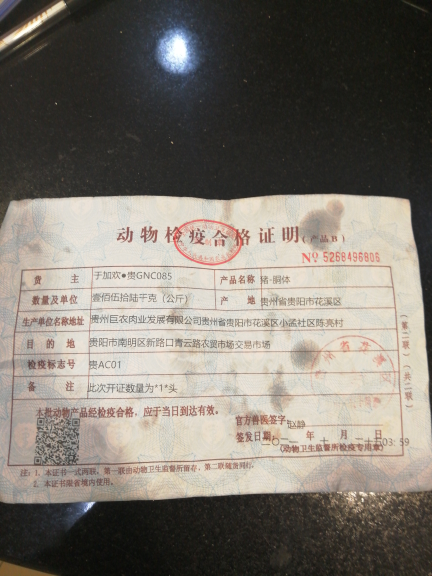 动物检疫合格证明(产品B)
№ 5268496806
货 主 于加欢●贵GNC085 产品名称 猪-胴体
数量及单位 壹佰伍拾陆千克（公斤） 产 地 贵州省贵阳市花溪区
生产单位名称地址 贵州巨农肉业发展有限公司贵州省贵阳市花溪区小孟社区陈亮村
目 的 地 贵阳市南明区新路口青云路农贸市场交易市场
检疫标志号 贵AC01
备 注 此次开证数量为*1*头
本批动物产品经检疫合格，应于当日到达有效。
官方兽医签字
签发日期 年 十 月 日 03 59
(动物卫生监督所检疫专用章)
注：1. 本证书一式两联，第一联由动物卫生监督所留存，第二联随货同行。
2. 本证书限省境内使用。
(第二联)
(共二联)